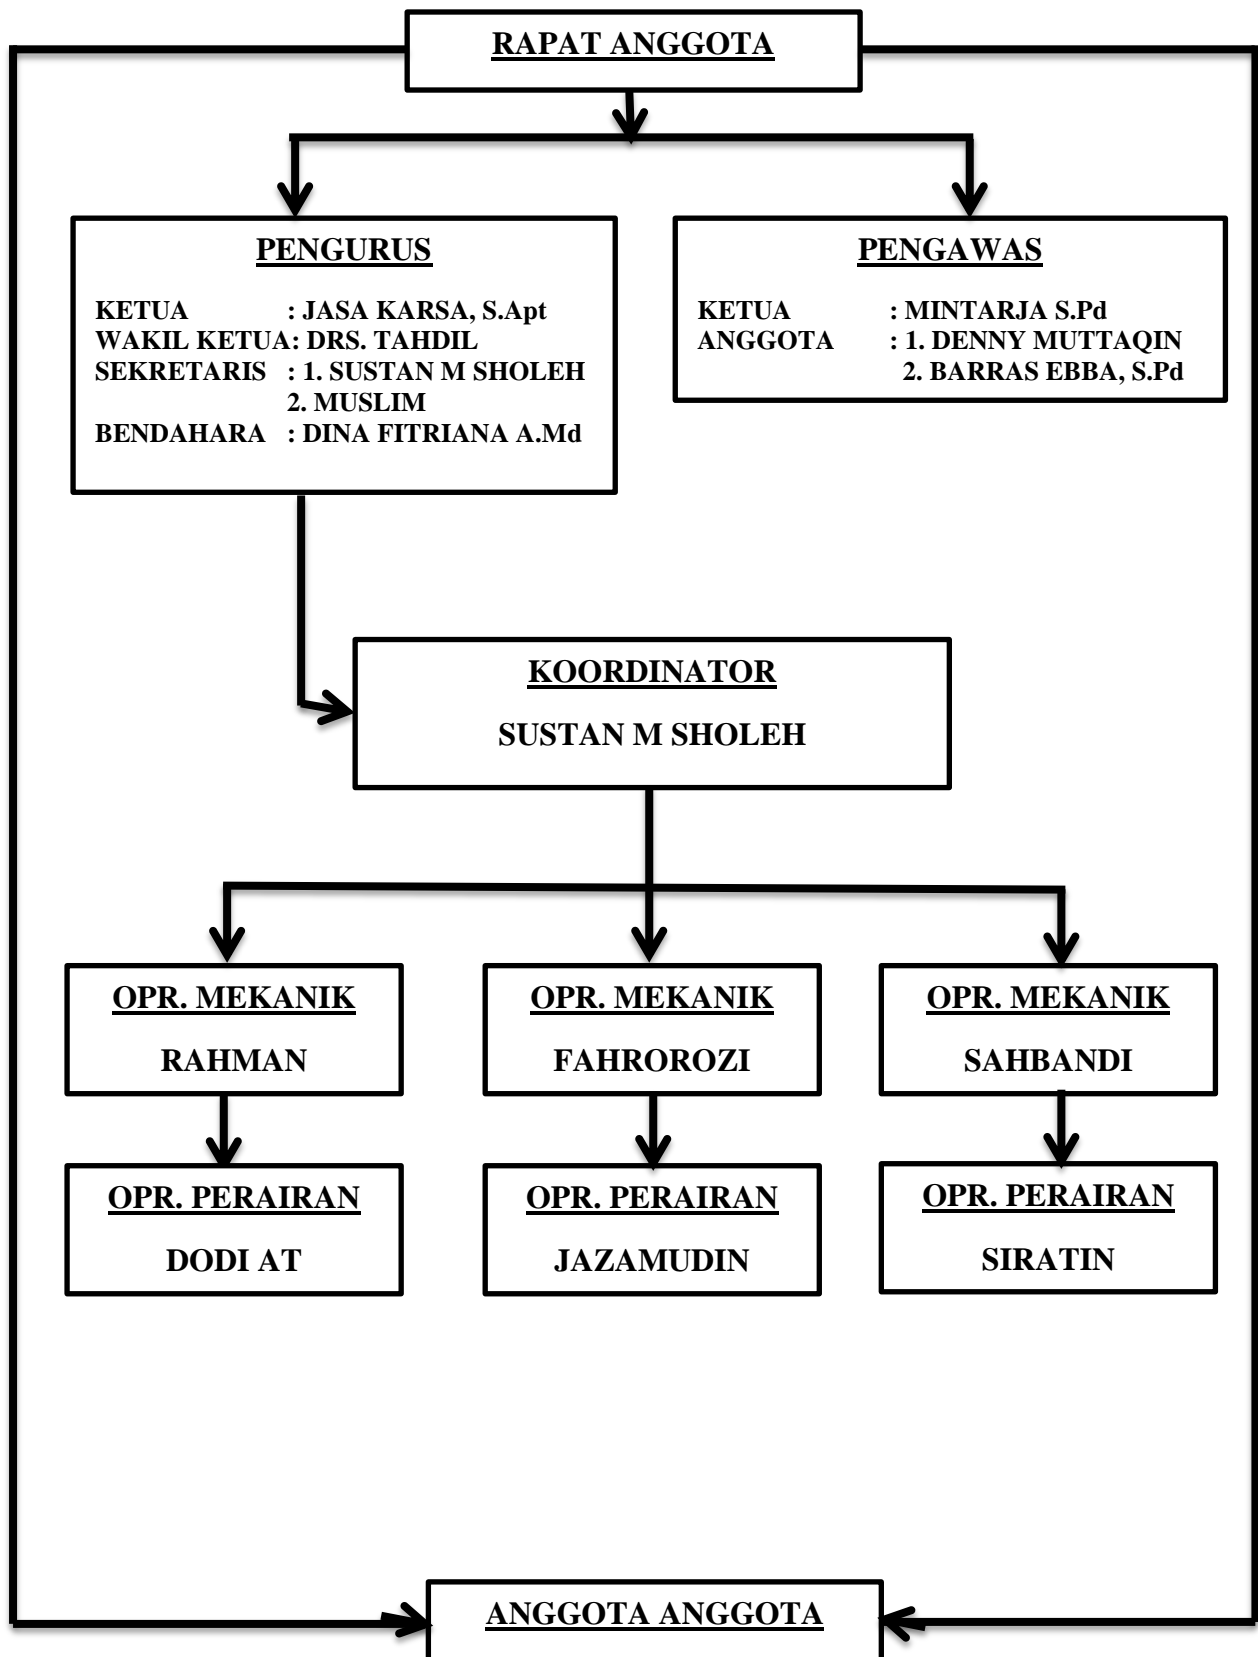 RAPAT ANGGOTA
PENGURUS
KETUA : JASA KARSA, S.Apt
WAKIL KETUA: DRS. TAHDIL
SEKRETARIS : 1. SUSTAN M SHOLEH
2. MUSLIM
BENDAHARA : DINA FITRIANA A.Md
PENGAWAS
KETUA : MINTARJA S.Pd
ANGGOTA : 1. DENNY MUTTAQIN
2. BARRAS EBBA, S.Pd
KOORDINATOR
SUSTAN M SHOLEH
OPR. MEKANIK
RAHMAN
OPR. MEKANIK
FAHROROZI
OPR. MEKANIK
SAHBANDI
OPR. PERAIRAN
DODI AT
OPR. PERAIRAN
JAZAMUDIN
OPR. PERAIRAN
SIRATIN
ANGGOTA ANGGOTA